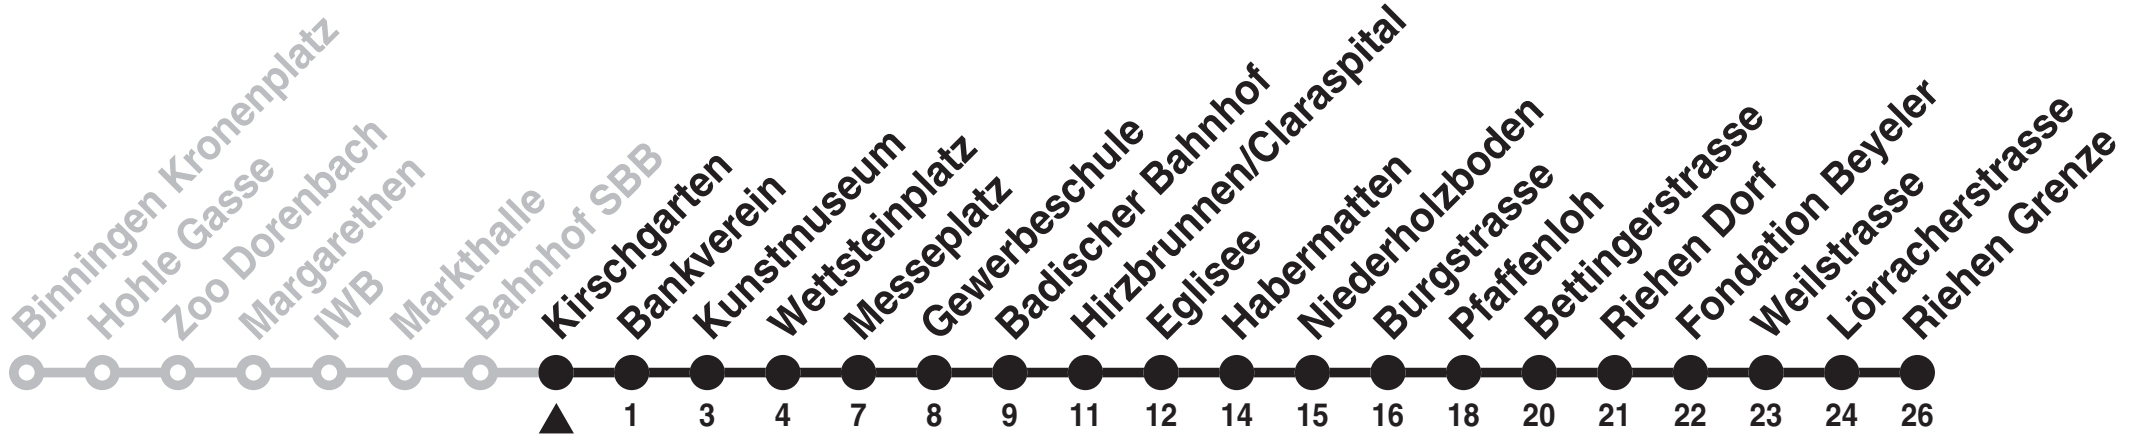 Binningen Kronenplatz
Hohle Gasse
Zoo Dorenbach
Margarethen
IWB
Markthalle
Bahnhof SBB
Kirschgarten
Bankverein
Kunstmuseum
Wettsteinplatz
Messeplatz
Gewerbeschule
Badischer Bahnhof
Hirzbrunnen/Claraspital
Eglisee
Habermatten
Niederholzboden
Burgstrasse
Pfaffenloh
Bettingerstrasse
Riehen Dorf
Fondation Beyeler
Weilstrasse
Lörracherstrasse
Riehen Grenze
1 3 4 7 8 9 11 12 14 15 16 18 20 21 22 23 24 26